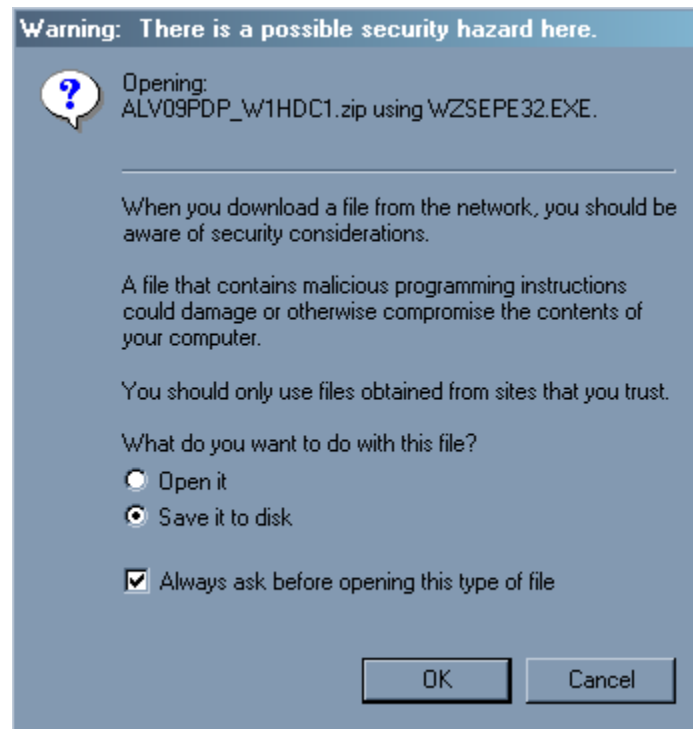 Warning: There is a possible security hazard here.
Opening:
ALV09PDP_W1HDC1.zip using WZSEPE32.EXE.
When you download a file from the network, you should be
aware of security considerations.
A file that contains malicious programming instructions
could damage or otherwise compromise the contents of
your computer.
You should only use files obtained from sites that you trust.
What do you want to do with this file?
Open it
Save it to disk
Always ask before opening this type of file
OK
Cancel